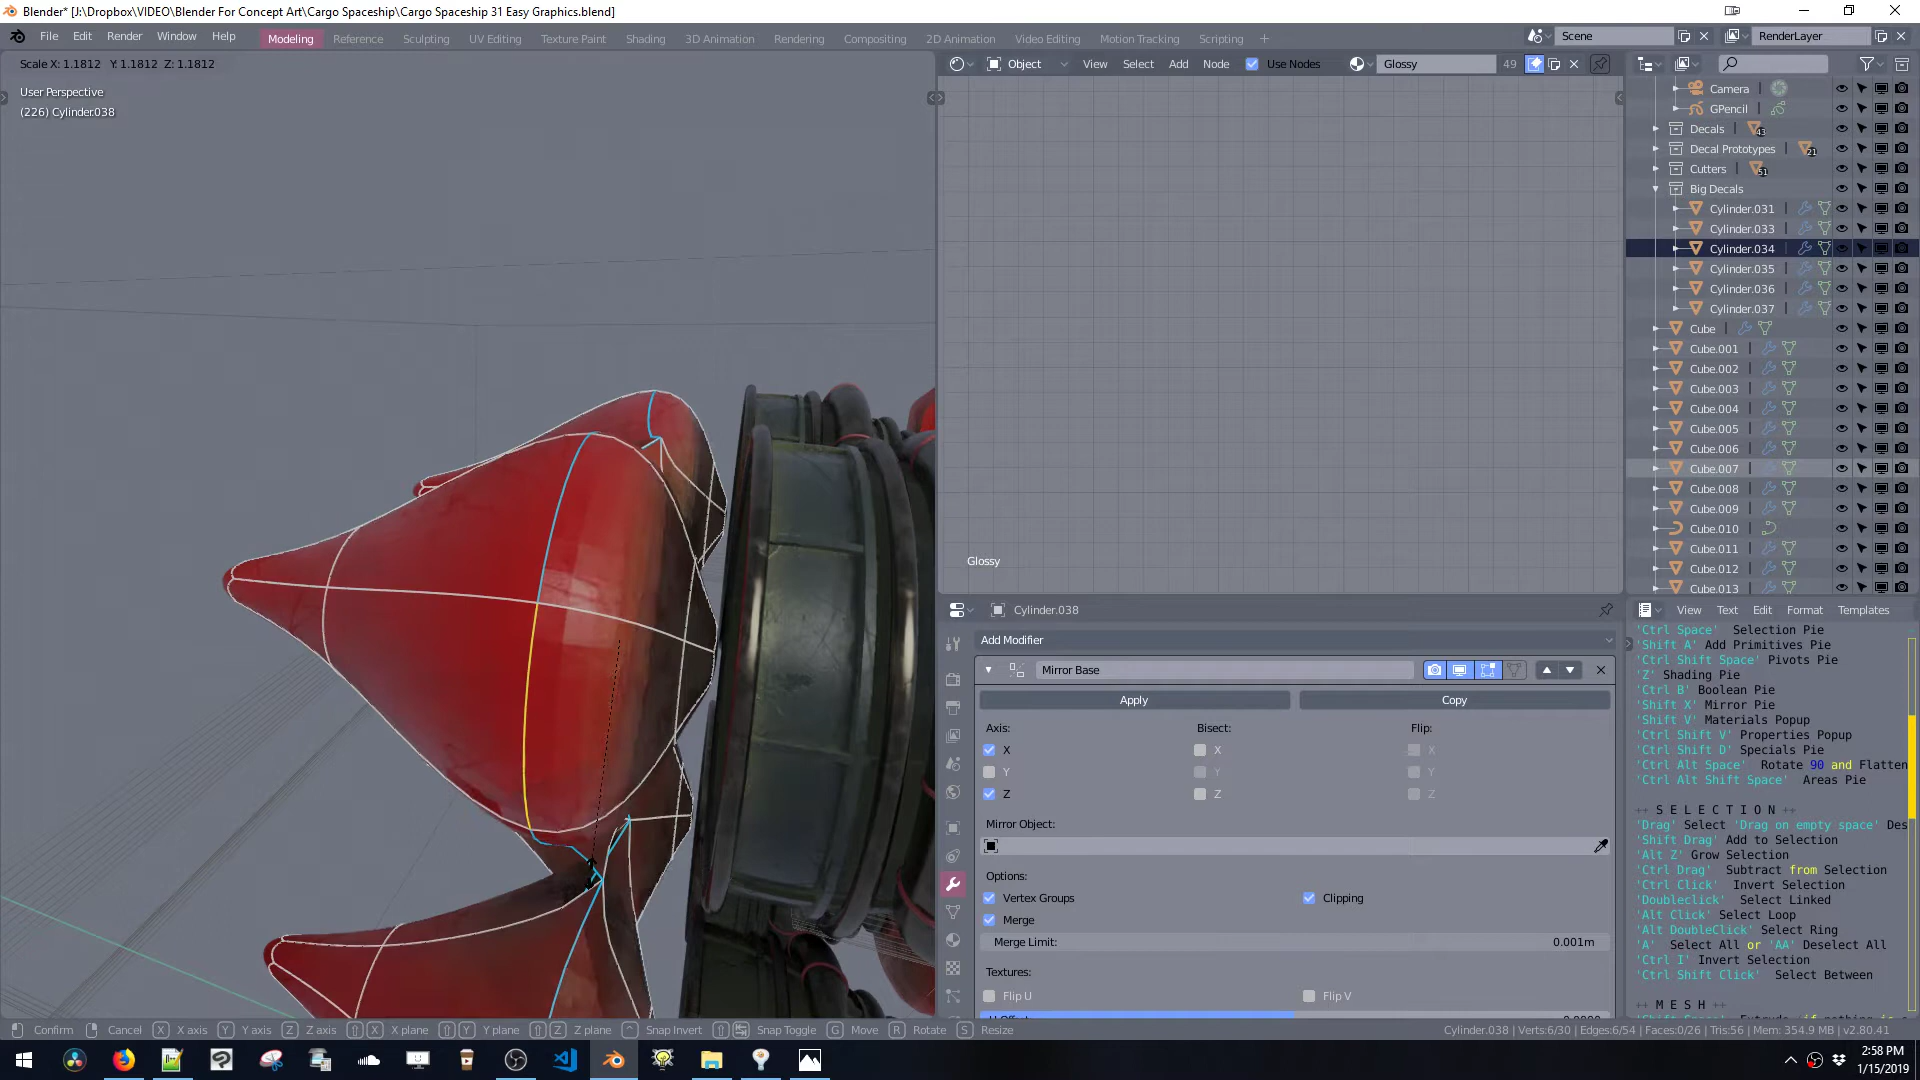 Blender* [J:\Dropbox\VIDEO\Blender For Concept Art\Cargo Spaceship\Cargo Spaceship 31 Easy Graphics.blend]
File Edit Render Window Help Modeling Reference Sculpting UV Editing Texture Paint Shading 3D Animation Rendering Compositing 2D Animation Video Editing Motion Tracking Scripting Scene RenderLayer
Scale X: 1.1812 Y: 1.1812 Z: 1.1812
Object View Select Add Node Use Nodes Glossy 49
User Perspective
(226) Cylinder.038
Camera
GPencil
Decals 43
Decal Prototypes 21
Cutters 51
Big Decals
Cylinder.031
Cylinder.033
Cylinder.034
Cylinder.035
Cylinder.036
Cylinder.037
Cube
Cube.001
Cube.002
Cube.003
Cube.004
Cube.005
Cube.006
Cube.007
Cube.008
Cube.009
Cube.010
Cube.011
Cube.012
Cube.013
Glossy
Cylinder.038
Add Modifier
Mirror Base
Apply Copy
Axis: Bisect: Flip:
X X X
Y Y Y
Z Z Z
Mirror Object:
Options:
Vertex Groups Clipping
Merge
Merge Limit: 0.001m
Textures:
Flip U Flip V
View Text Edit Format Templates
'Ctrl Space' Selection Pie
'Shift A' Add Primitives Pie
'Ctrl Shift Space' Pivots Pie
'Z' Shading Pie
'Ctrl B' Boolean Pie
'Shift X' Mirror Pie
'Shift V' Materials Popup
'Ctrl Shift V' Properties Popup
'Ctrl Shift D' Specials Pie
'Ctrl Alt Space' Rotate 90 and Flatten
'Ctrl Alt Shift Space' Areas Pie
++ S E L E C T I O N ++
'Drag' Select 'Drag on empty space' Des
'Shift Drag' Add to Selection
'Alt Z' Grow Selection
'Ctrl Drag' Subtract from Selection
'Ctrl Click' Invert Selection
'Doubleclick' Select Linked
'Alt Click' Select Loop
'Alt DoubleClick' Select Ring
'A' Select All or 'AA' Deselect All
'Ctrl I' Invert Selection
'Ctrl Shift Click' Select Between
++ M E S H ++
Confirm Cancel X X axis Y Y axis Z Z axis X X plane Y Y plane Z Z plane Snap Invert Snap Toggle G Move R Rotate S Resize
Cylinder.038 | Verts:6/30 | Edges:6/54 | Faces:0/26 | Tris:56 | Mem: 354.9 MB | v2.80.41
2:58 PM
1/15/2019